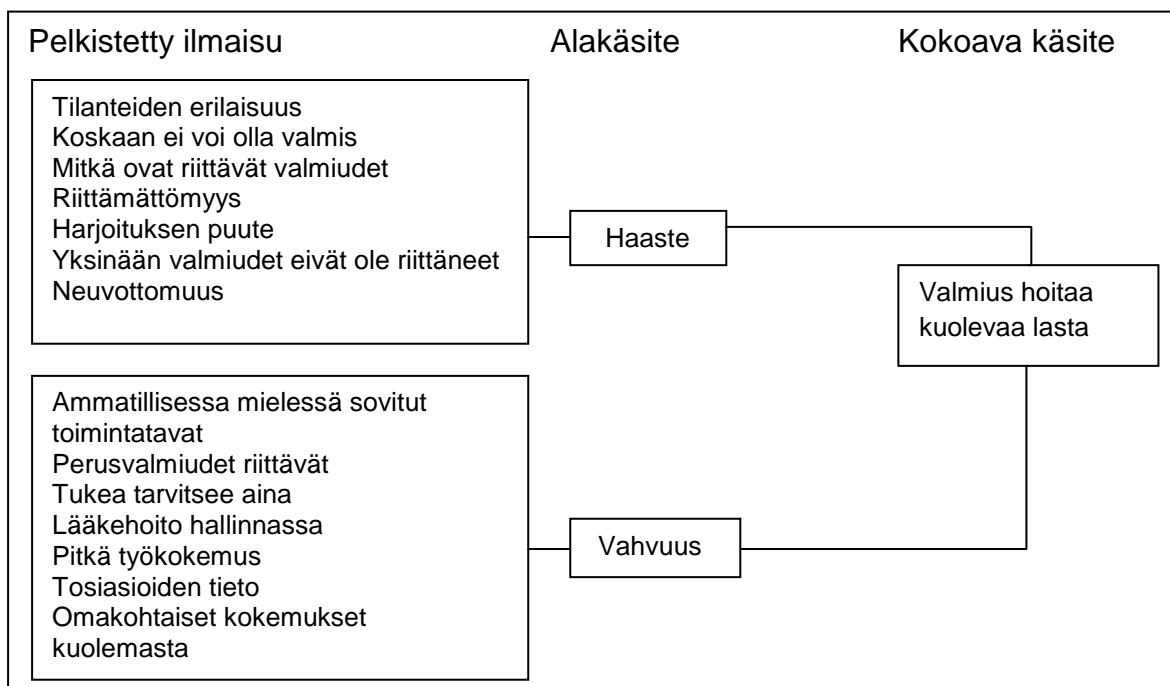 Pelkistetty ilmaisu Alakäsite Kokoava käsite
Tilanteiden erilaisuus
Koskaan ei voi olla valmis
Mitkä ovat riittävät valmiudet
Riittämättömyys
Harjoituksen puute
Yksinään valmiudet eivät ole riittäneet
Neuvottomuus
Haaste
Valmius hoitaa
kuolevaa lasta
Ammatillisessa mielessä sovitut
toimintatavat
Perusvalmiudet riittävät
Tukea tarvitsee aina
Lääkehoito hallinnassa
Pitkä työkokemus
Tosiasioiden tieto
Omakohtaiset kokemukset
kuolemasta
Vahvuus